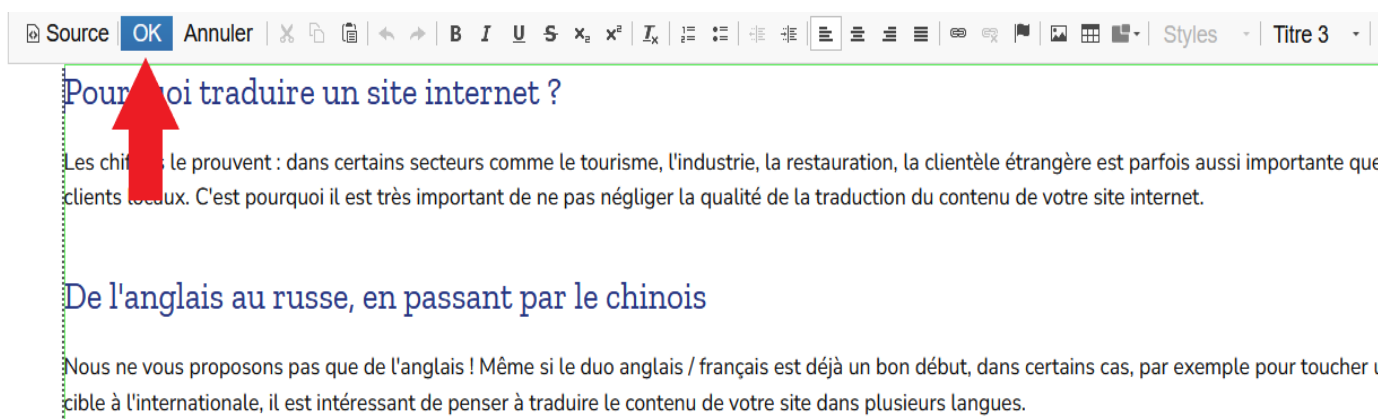 Source OK Annuler Styles Titre 3
Pourquoi traduire un site internet ?
Les chiffres le prouvent : dans certains secteurs comme le tourisme, l'industrie, la restauration, la clientèle étrangère est parfois aussi importante que
clients locaux. C'est pourquoi il est très important de ne pas négliger la qualité de la traduction du contenu de votre site internet.
De l'anglais au russe, en passant par le chinois
Nous ne vous proposons pas que de l'anglais ! Même si le duo anglais / français est déjà un bon début, dans certains cas, par exemple pour toucher
cible à l'internationale, il est intéressant de penser à traduire le contenu de votre site dans plusieurs langues.